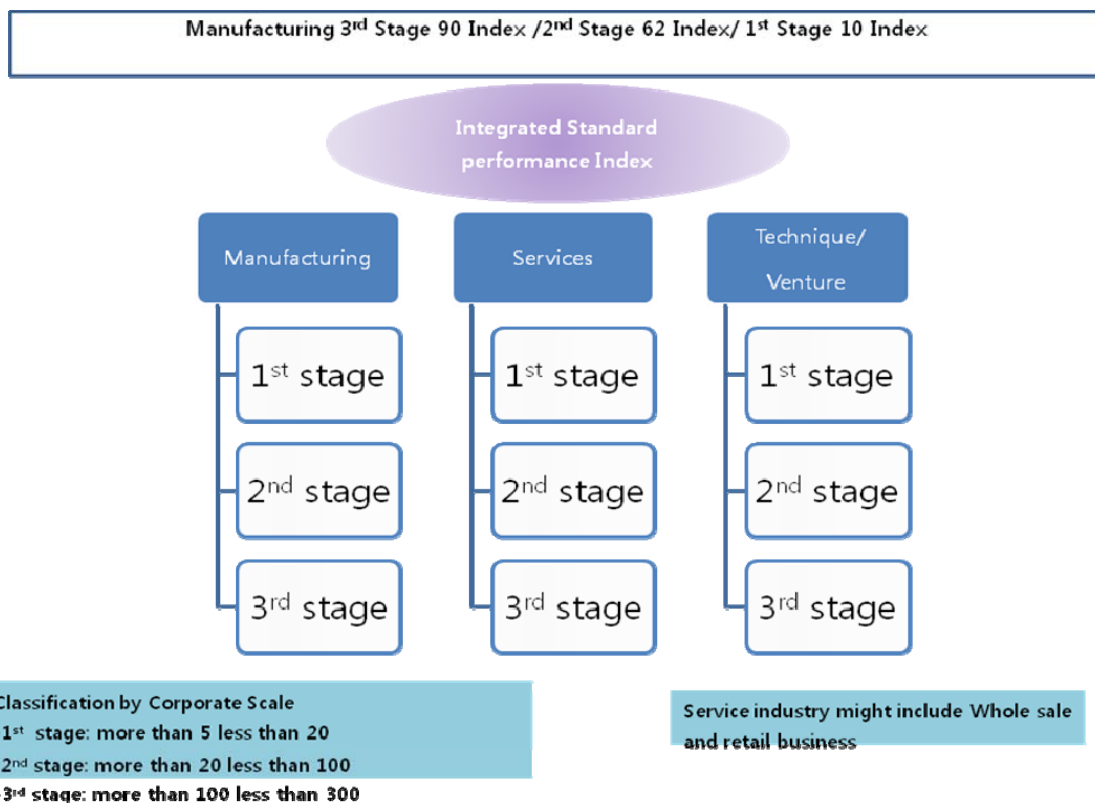 Manufacturing 3rd Stage 90 Index /2nd Stage 62 Index/ 1st Stage 10 Index
Integrated Standard
performance Index
Manufacturing
Services
Technique/
Venture
1st stage
1st stage
1st stage
2nd stage
2nd stage
2nd stage
3rd stage
3rd stage
3rd stage
Classification by Corporate Scale
1st stage: more than 5 less than 20
2nd stage: more than 20 less than 100
3rd stage: more than 100 less than 300
Service industry might include Whole sale
and retail business